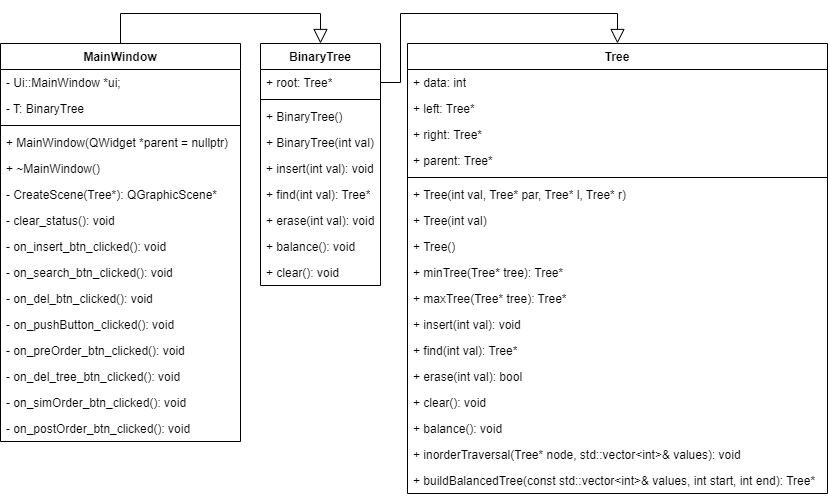 MainWindow
- Ui::MainWindow *ui;
- T: BinaryTree
+ MainWindow(QWidget *parent = nullptr)
+ ~MainWindow()
- CreateScene(Tree*): QGraphicScene*
- clear_status(): void
- on_insert_btn_clicked(): void
- on_search_btn_clicked(): void
- on_del_btn_clicked(): void
- on_pushButton_clicked(): void
- on_preOrder_btn_clicked(): void
- on_del_tree_btn_clicked(): void
- on_simOrder_btn_clicked(): void
- on_postOrder_btn_clicked(): void
BinaryTree
+ root: Tree*
+ BinaryTree()
+ BinaryTree(int val)
+ insert(int val): void
+ find(int val): Tree*
+ erase(int val): void
+ balance(): void
+ clear(): void
Tree
+ data: int
+ left: Tree*
+ right: Tree*
+ parent: Tree*
+ Tree(int val, Tree* par, Tree* l, Tree* r)
+ Tree(int val)
+ Tree()
+ minTree(Tree* tree): Tree*
+ maxTree(Tree* tree): Tree*
+ insert(int val): void
+ find(int val): Tree*
+ erase(int val): bool
+ clear(): void
+ balance(): void
+ inorderTraversal(Tree* node, std::vector<int>& values): void
+ buildBalancedTree(const std::vector<int>& values, int start, int end): Tree*